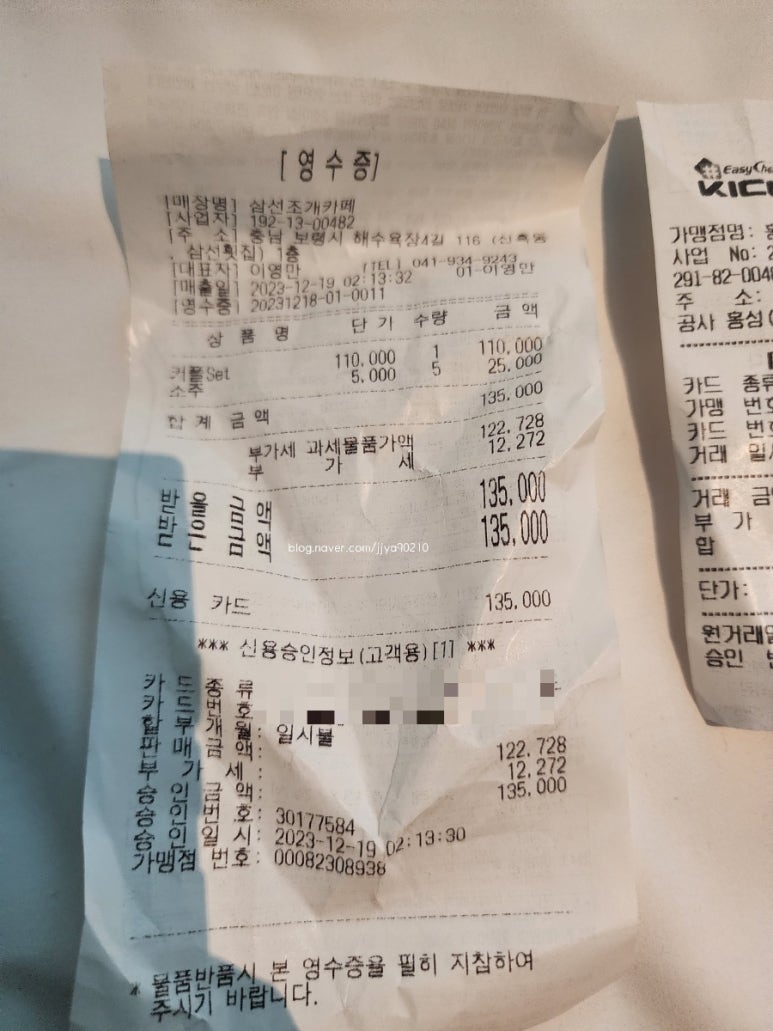 [영수증]
[매장명] 삼선조개카페
[사업자] 192-13-00482
[주 소] 충남 보령시 해수욕장4길 116 (신흑동
, 삼선횟집) 1층
[대표자] 이영만 [TEL] 041-934-9243
[매출일] 2023-12-19 02:13:32 01-이영만
[영수증] 20231218-01-0011
상 품 명 단 가 수량 금 액
커플Set 110,000 1 110,000
소주 5,000 5 25,000
합 계 금 액 135,000
부가세 과세물품가액 122,728
부 가 세 12,272
받 을 금 액 135,000
받 은 금 액 135,000
신용 카드 135,000
*** 신용승인정보(고객용)[1] ***
카 드 종 류
카 드 번 호
할 부 개 월: 일시불
판 매 금 액: 122,728
부 가 세 : 12,272
승 인 금 액: 135,000
승 인 번 호: 30177584
승 인 일 시: 2023-12-19 02:13:30
가맹점 번호: 00082308938
* 물품반품시 본 영수증을 필히 지참하여
주시기 바랍니다.
blog.naver.com/jjya90210
KICC
가맹점명:
사업 No: 2
291-82-004
주 소:
공사 홍성(
카드 종류
가맹 번호
카드 번호
거래 일시
거래 금액
부 가
합
단가:
원거래일
승인 번